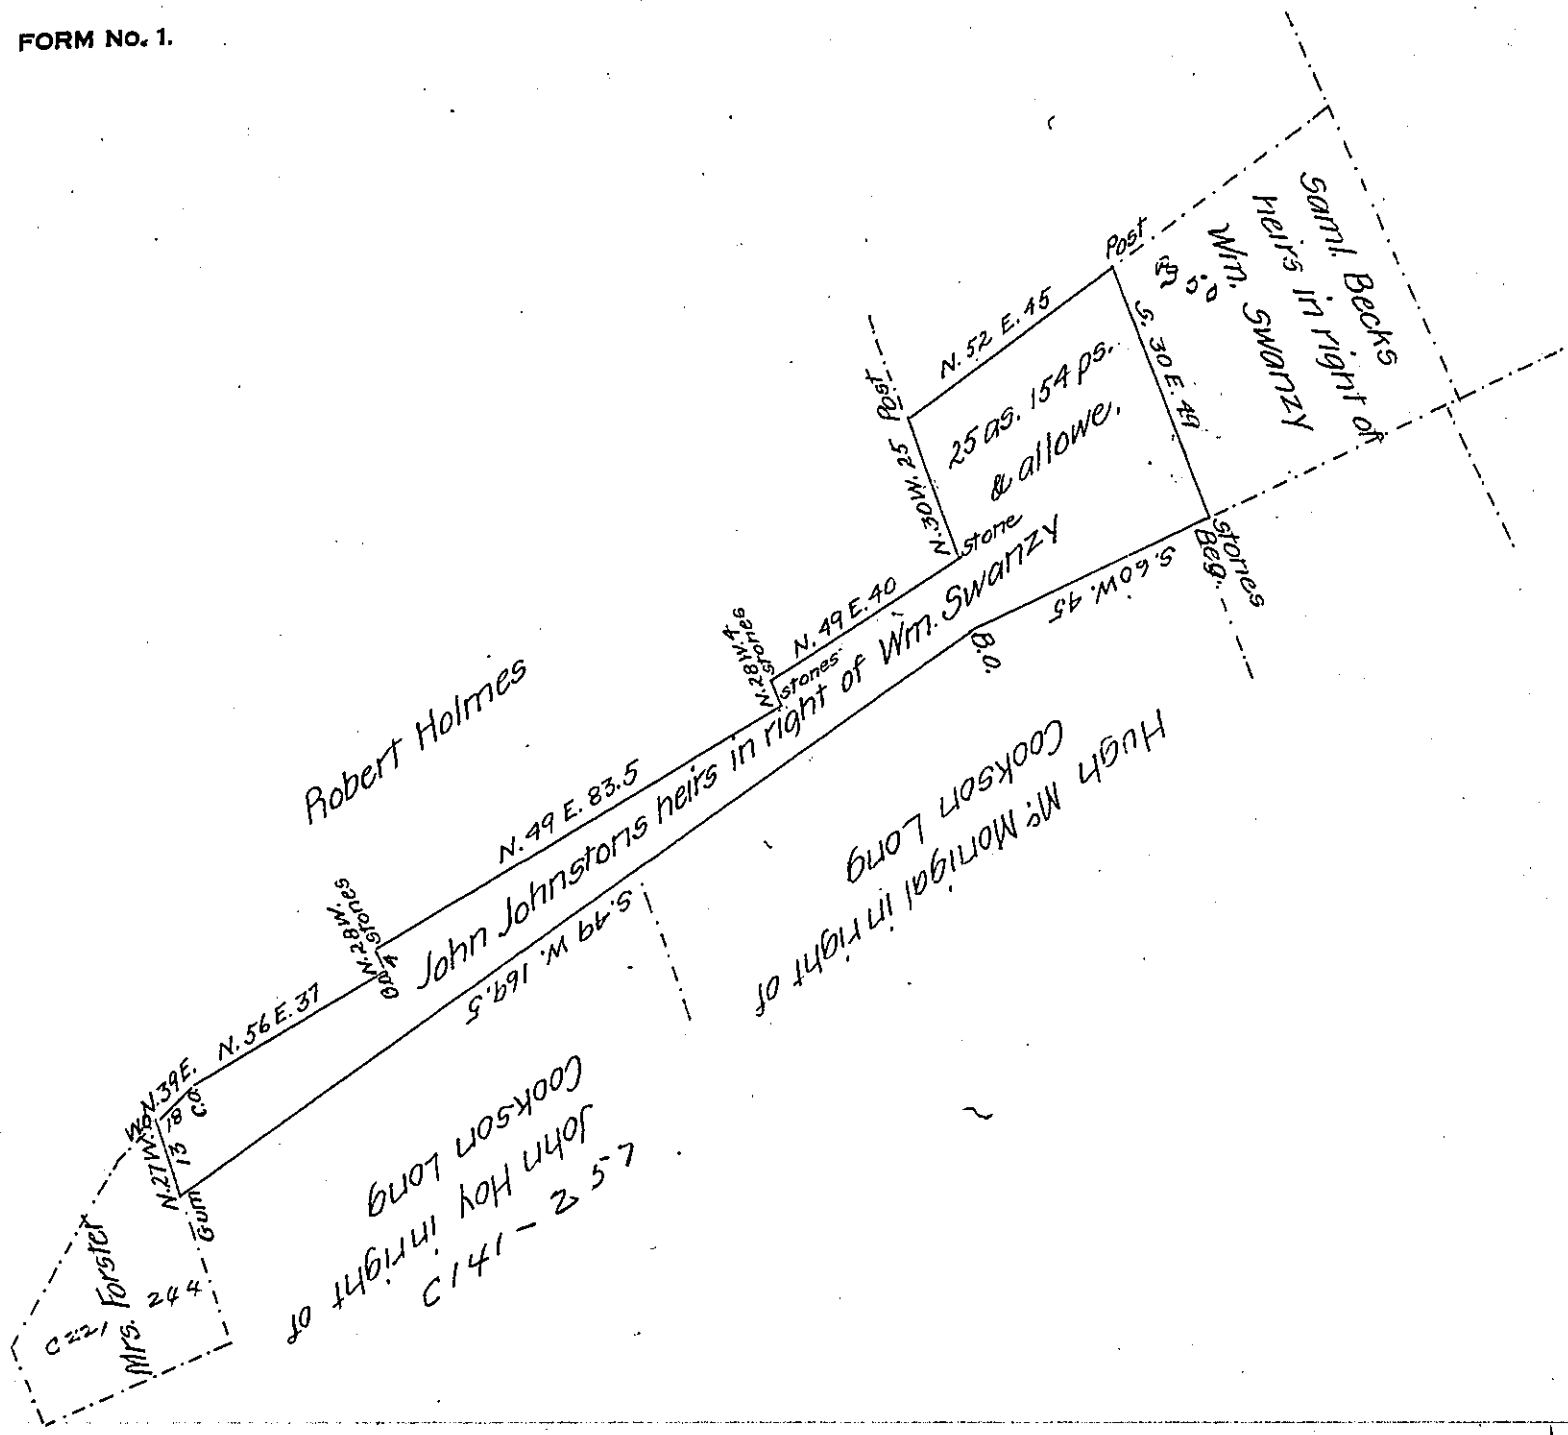 FORM No. 1.
Saml. Becks
heirs in right of
Wm. Swanzy
Post
N. 52 E. 45
S. 30 E. 49
25 as. 154 ps.
& allowe.
Post
N. 30 W. 25
stone
stones
Beg.
S. 60 W. 45
B.O.
N. 49 E. 40
stones
N. 28 W. 4
stones
Robert Holmes
N. 49 E. 83.5
John Johnstons heirs in right of Wm. Swanzy
S. 49 W. 169.5
Hugh Mc. Monigal in right of
Cookson Long
stones
N. 28 W.
4
N. 56 E. 37
N. 39 E.
18
C.O.
N. 27 W.
13
Gum
John Hoy in right of
Cookson Long
C141-257
Mrs. Forster
C221 244